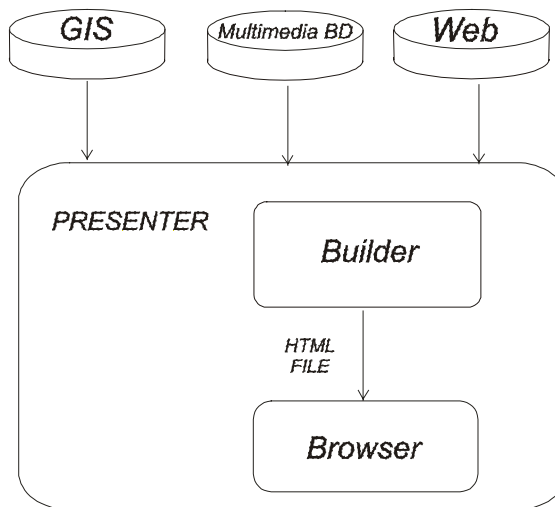 GIS
Multimedia BD
Web
PRESENTER
Builder
HTML
FILE
Browser